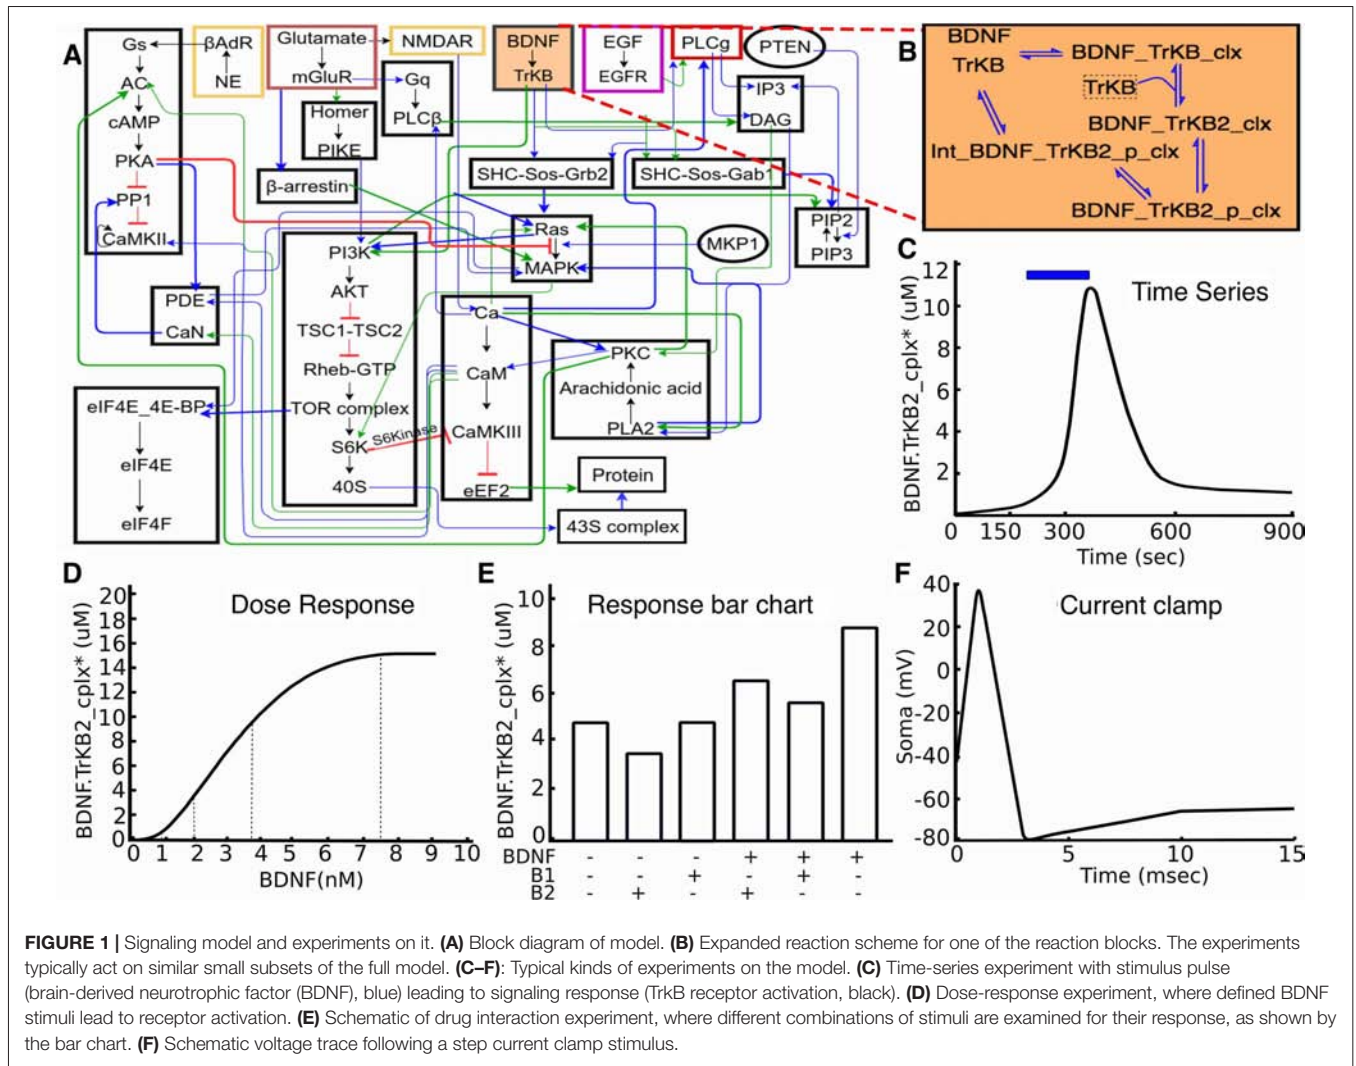 A
Gs
βAdR
NE
AC
cAMP
PKA
PP1
CaMKII
Glutamate
mGluR
NMDAR
Gq
PLCβ
Homer
PIKE
β-arrestin
BDNF
TrKB
EGF
EGFR
PLCg
PTEN
IP3
DAG
SHC-Sos-Grb2
SHC-Sos-Gab1
PIP2
PIP3
Ras
MAPK
MKP1
PDE
CaN
PI3K
AKT
TSC1-TSC2
Rheb-GTP
TOR complex
S6K
S6Kinase
40S
Ca
CaM
CaMKIII
eEF2
PKC
Arachidonic acid
PLA2
eIF4E_4E-BP
eIF4E
eIF4F
Protein
43S complex
B
BDNF
TrKB
BDNF_TrKB_clx
TrKB
BDNF_TrKB2_clx
Int_BDNF_TrKB2_p_clx
BDNF_TrKB2_p_clx
C
Time Series
BDNF.TrKB2_cplx* (uM)
12
10
8
6
4
2
0 150 300 600 900
Time (sec)
D
Dose Response
BDNF.TrKB2_cplx* (uM)
20
18
16
14
12
10
8
6
4
2
0
0 1 2 3 4 5 6 7 8 9 10
BDNF(nM)
E
Response bar chart
BDNF.TrKB2_cplx* (uM)
10
8
6
4
2
0
BDNF - - - + + +
B1 - - + - + -
B2 - + - + - -
F
Current clamp
Soma (mV)
40
20
0
-20
-40
-60
-80
0 5 10 15
Time (msec)
FIGURE 1 | Signaling model and experiments on it. (A) Block diagram of model. (B) Expanded reaction scheme for one of the reaction blocks. The experiments
typically act on similar small subsets of the full model. (C–F): Typical kinds of experiments on the model. (C) Time-series experiment with stimulus pulse
(brain-derived neurotrophic factor (BDNF), blue) leading to signaling response (TrkB receptor activation, black). (D) Dose-response experiment, where defined BDNF
stimuli lead to receptor activation. (E) Schematic of drug interaction experiment, where different combinations of stimuli are examined for their response, as shown by
the bar chart. (F) Schematic voltage trace following a step current clamp stimulus.